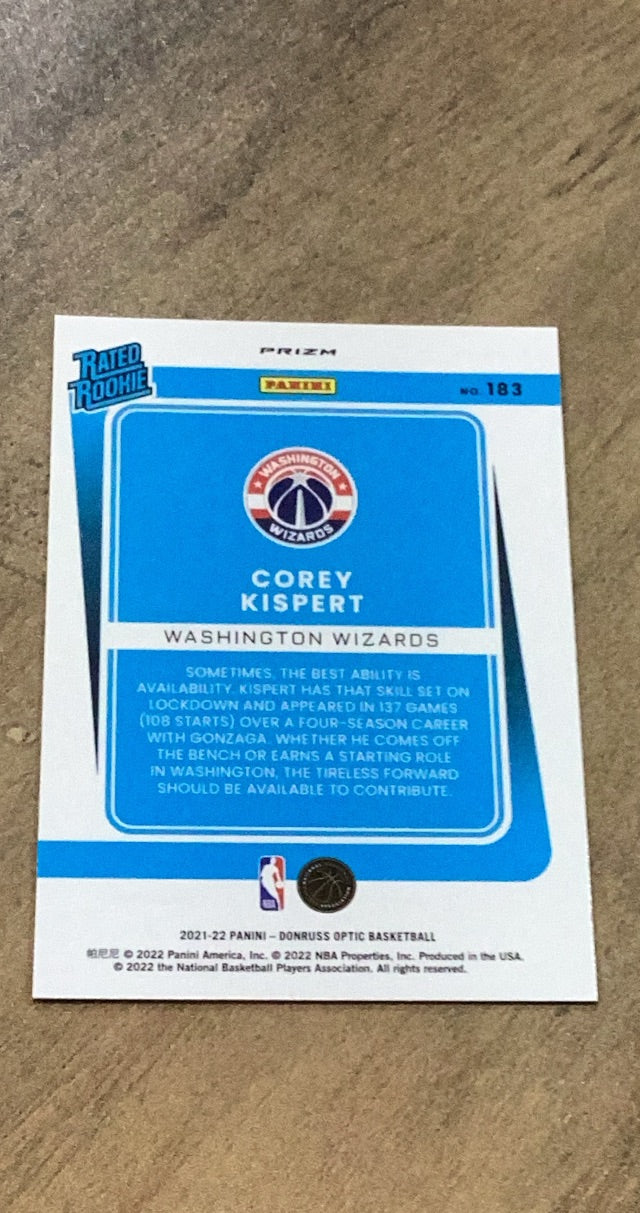 RATED
ROOKIE
PRIZM
PANINI
NO. 183
WASHINGTON
WIZARDS
COREY
KISPERT
WASHINGTON WIZARDS
SOMETIMES, THE BEST ABILITY IS
AVAILABILITY. KISPERT HAS THAT SKILL SET ON
LOCKDOWN AND APPEARED IN 137 GAMES
(108 STARTS) OVER A FOUR-SEASON CAREER
WITH GONZAGA. WHETHER HE COMES OFF
THE BENCH OR EARNS A STARTING ROLE
IN WASHINGTON, THE TIRELESS FORWARD
SHOULD BE AVAILABLE TO CONTRIBUTE.
NBA
2021-22 PANINI – DONRUSS OPTIC BASKETBALL
帕尼尼 © 2022 Panini America, Inc. © 2022 NBA Properties, Inc. Produced in the USA.
© 2022 the National Basketball Players Association. All rights reserved.